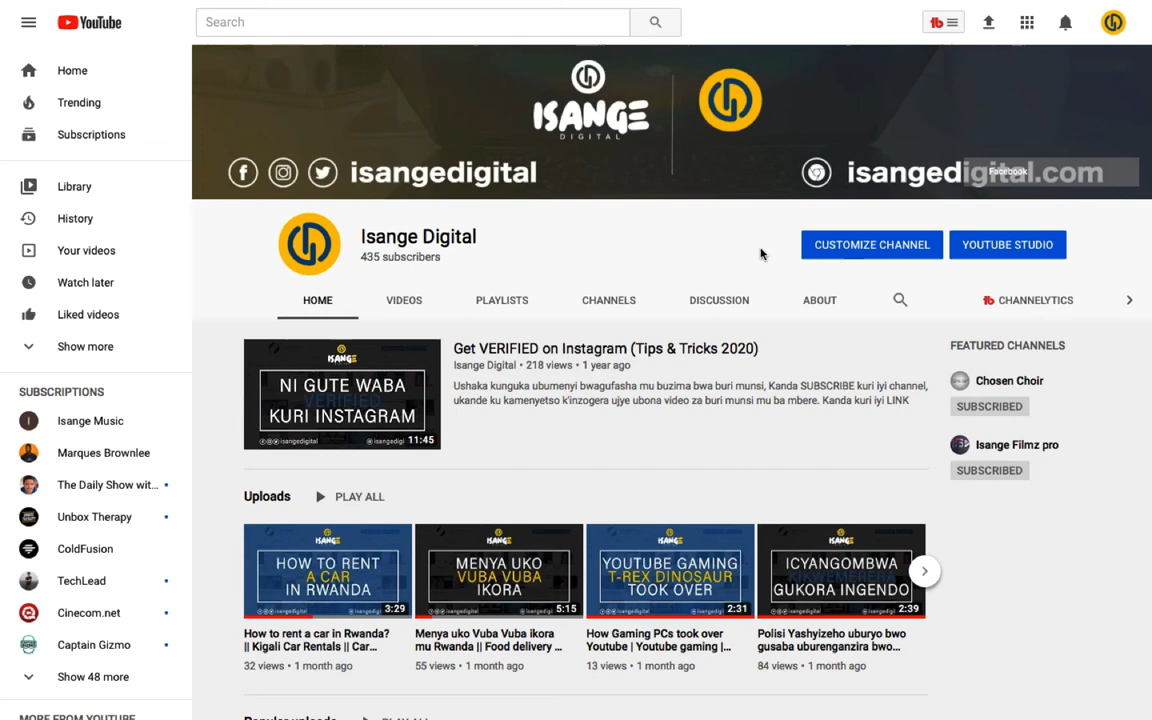 YouTube
Search
Home
Trending
Subscriptions
Library
History
Your videos
Watch later
Liked videos
Show more
SUBSCRIPTIONS
Isange Music
Marques Brownlee
The Daily Show wit...
Unbox Therapy
ColdFusion
TechLead
Cinecom.net
Captain Gizmo
Show 48 more
MORE FROM YOUTUBE
ISANGE
DIGITAL
isangedigital
isangedigital.com
Facebook
Isange Digital
435 subscribers
CUSTOMIZE CHANNEL
YOUTUBE STUDIO
HOME
VIDEOS
PLAYLISTS
CHANNELS
DISCUSSION
ABOUT
CHANNELYTICS
ISANGE
NI GUTE WABA
VERIFIED
KURI INSTAGRAM
@isangedigital
11:45
Get VERIFIED on Instagram (Tips & Tricks 2020)
Isange Digital • 218 views • 1 year ago
Ushaka kunguka ubumenyi bwagufasha mu buzima bwa buri munsi, Kanda SUBSCRIBE kuri iyi channel,
ukande ku kamenyetso k'inzogera ujye ubona video za buri munsi mu ba mbere. Kanda kuri iyi LINK
FEATURED CHANNELS
Chosen Choir
SUBSCRIBED
Isange Filmz pro
SUBSCRIBED
Uploads
PLAY ALL
ISANGE
HOW TO RENT
A CAR
IN RWANDA
3:29
How to rent a car in Rwanda?
|| Kigali Car Rentals || Car...
32 views • 1 month ago
ISANGE
MENYA UKO
VUBA VUBA
IKORA
5:15
Menya uko Vuba Vuba ikora
mu Rwanda || Food delivery ...
55 views • 1 month ago
ISANGE
YOUTUBE GAMING
T-REX DINOSAUR
TOOK OVER
2:31
How Gaming PCs took over
Youtube | Youtube gaming |...
13 views • 1 month ago
ISANGE
ICYANGOMBWA
GUKORA INGENDO
2:39
Polisi Yashyizeho uburyo bwo
gusaba uburenganzira bwo...
84 views • 1 month ago
Popular uploads
PLAY ALL